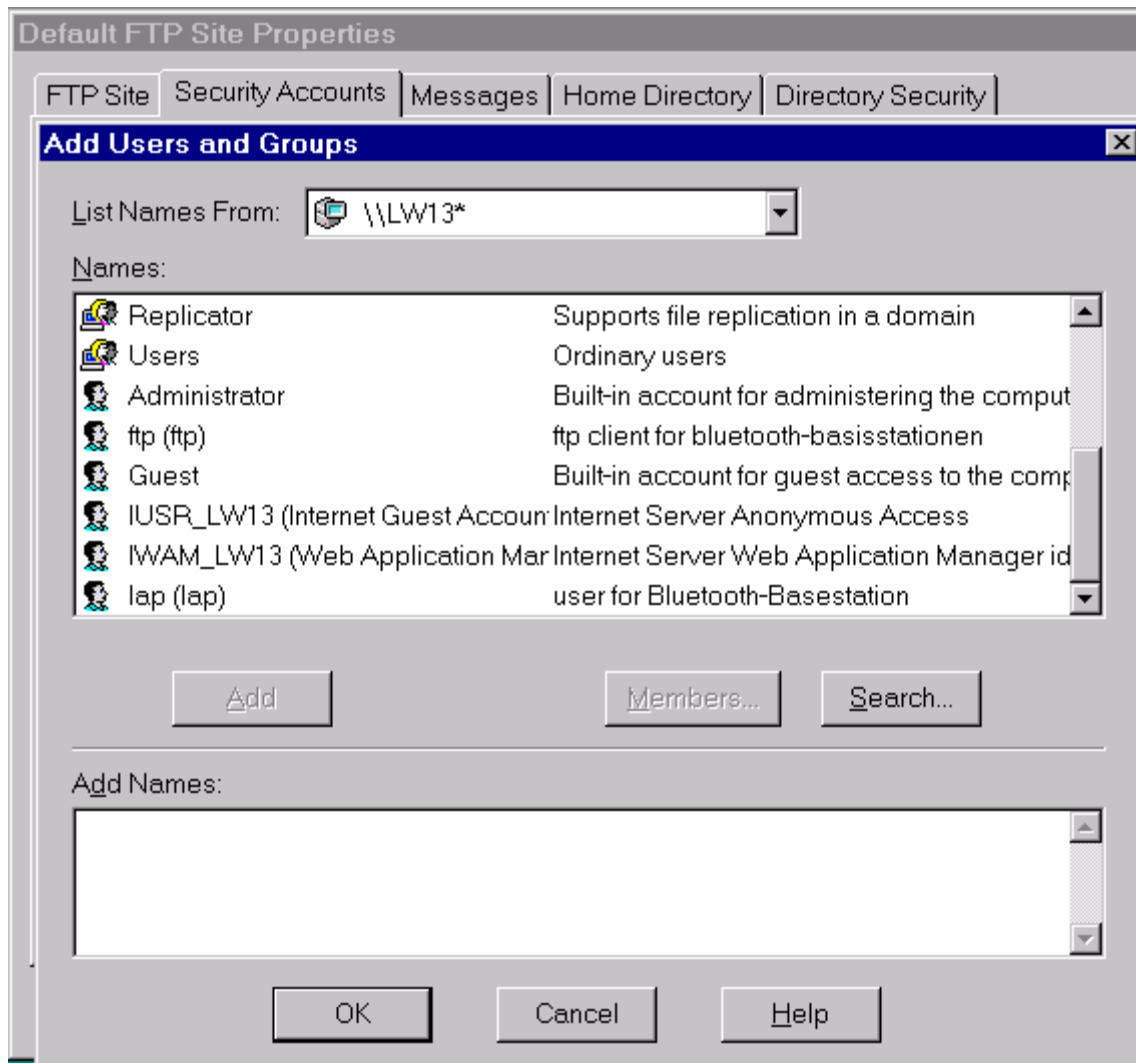 Default FTP Site Properties
FTP Site Security Accounts Messages Home Directory Directory Security
Add Users and Groups
List Names From: \\LW13*
Names:
Replicator Supports file replication in a domain
Users Ordinary users
Administrator Built-in account for administering the comput
ftp (ftp) ftp client for bluetooth-basisstationen
Guest Built-in account for guest access to the comp
IUSR_LW13 (Internet Guest Accoun Internet Server Anonymous Access
IWAM_LW13 (Web Application Mar Internet Server Web Application Manager id
lap (lap) user for Bluetooth-Basestation
Add Members... Search...
Add Names:
OK Cancel Help